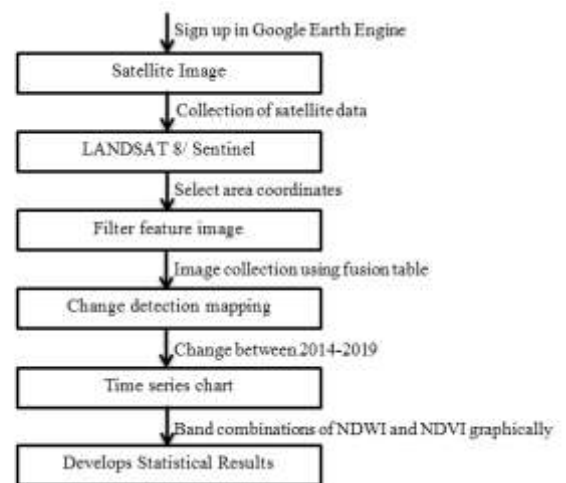 Sign up in Google Earth Engine
Satellite Image
Collection of satellite data
LANDSAT 8/ Sentinel
Select area coordinates
Filter feature image
Image collection using fusion table
Change detection mapping
Change between 2014-2019
Time series chart
Band combinations of NDWI and NDVI graphically
Develops Statistical Results